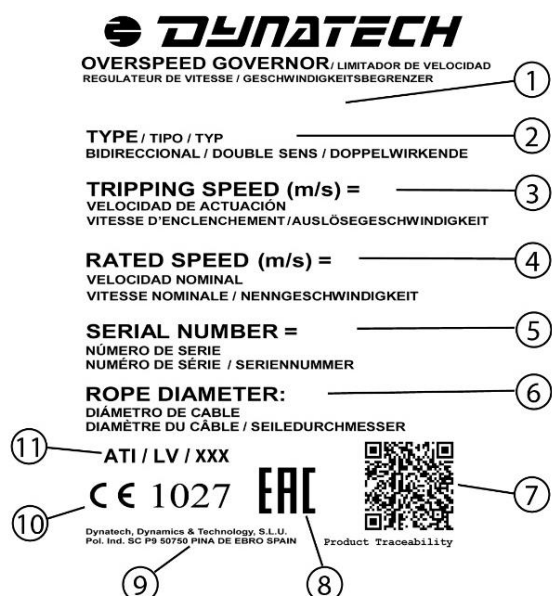 DYNATECH
OVERSPEED GOVERNOR / LIMITADOR DE VELOCIDAD
REGULATEUR DE VITESSE / GESCHWINDIGKEITSBEGRENZER
1
TYPE / TIPO / TYP
2
BIDIRECCIONAL / DOUBLE SENS / DOPPELWIRKENDE
TRIPPING SPEED (m/s) =
3
VELOCIDAD DE ACTUACIÓN
VITESSE D'ENCLENCHEMENT / AUSLÖSEGESCHWINDIGKEIT
RATED SPEED (m/s) =
4
VELOCIDAD NOMINAL
VITESSE NOMINALE / NENNGESCHWINDIGKEIT
SERIAL NUMBER =
5
NÚMERO DE SERIE
NUMÉRO DE SÉRIE / SERIENNUMMER
ROPE DIAMETER:
6
DIÁMETRO DE CABLE
DIAMÈTRE DU CÂBLE / SEILEDURCHMESSER
11
ATI / LV / XXX
7
10
CE 1027
EAC
Dynatech, Dynamics & Technology, S.L.U.
Pol. Ind. SC P9 50750 PINA DE EBRO SPAIN
Product Traceability
9
8